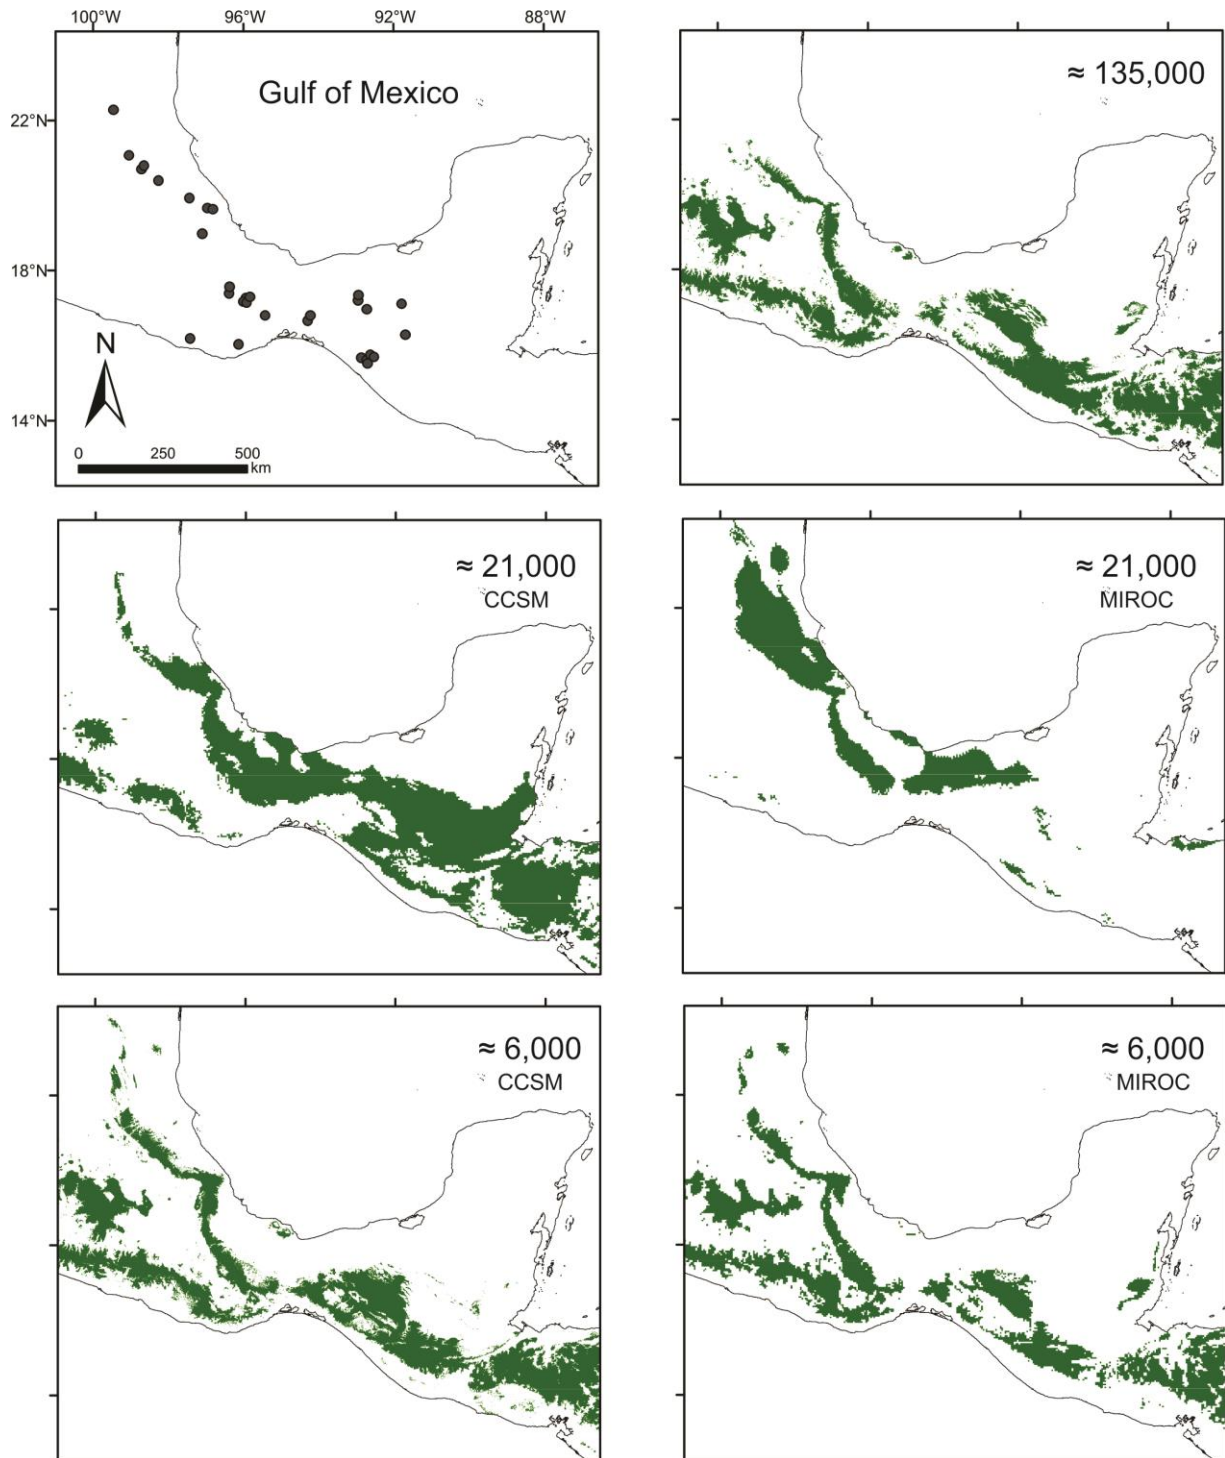 100°W 96°W 92°W 88°W
Gulf of Mexico
22°N
18°N
14°N
N
0 250 500
km
≈ 135,000
≈ 21,000
CCSM
≈ 21,000
MIROC
≈ 6,000
CCSM
≈ 6,000
MIROC